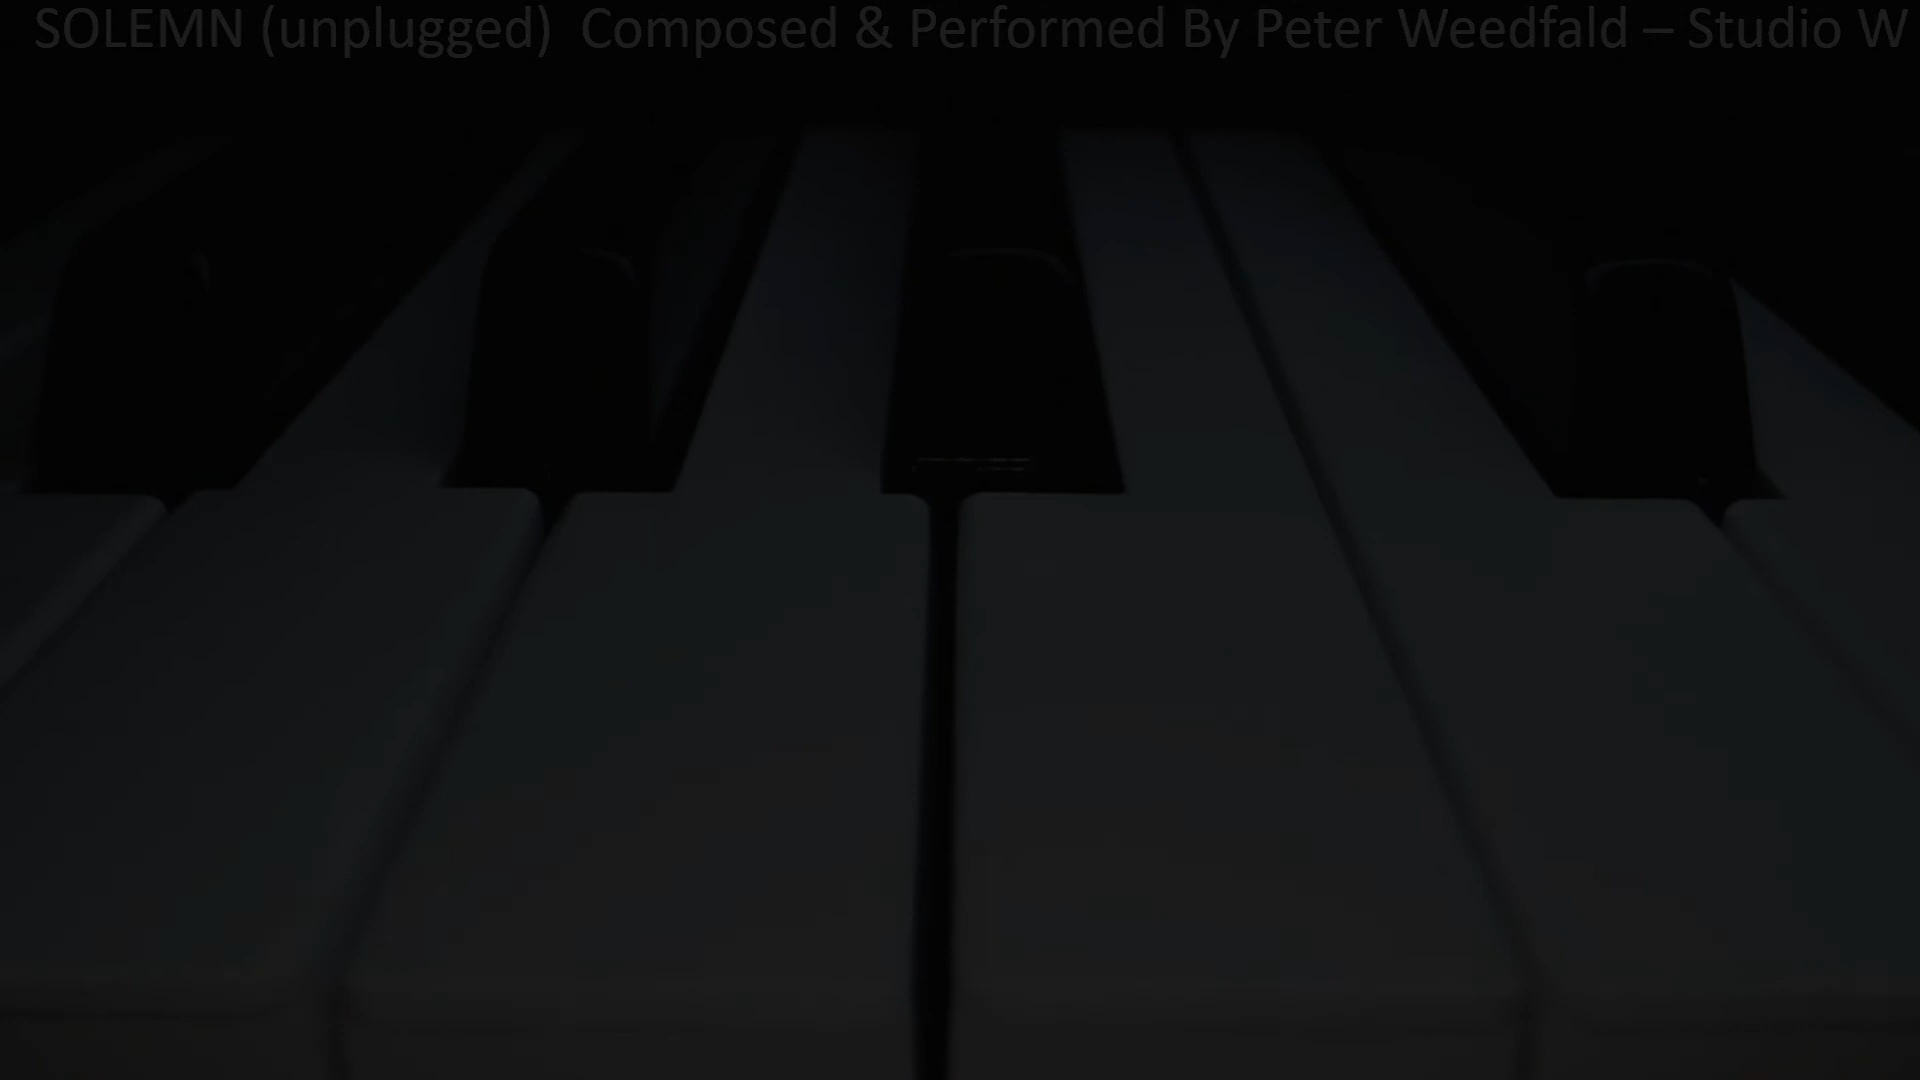 SOLEMN (unplugged)  Composed & Performed By Peter Weedfald – Studio W